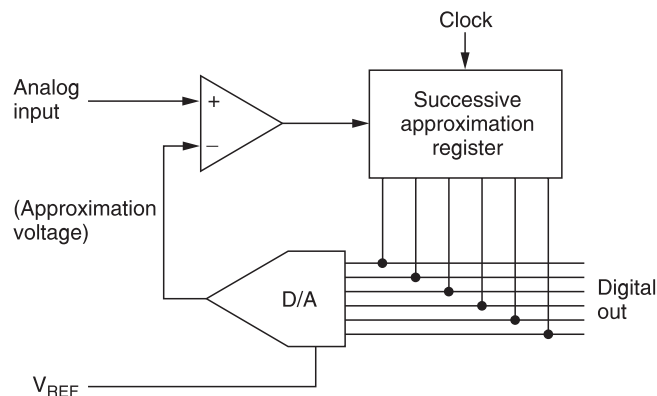 Clock
Analog
input
+
−
Successive
approximation
register
(Approximation
voltage)
D/A
Digital
out
VREF